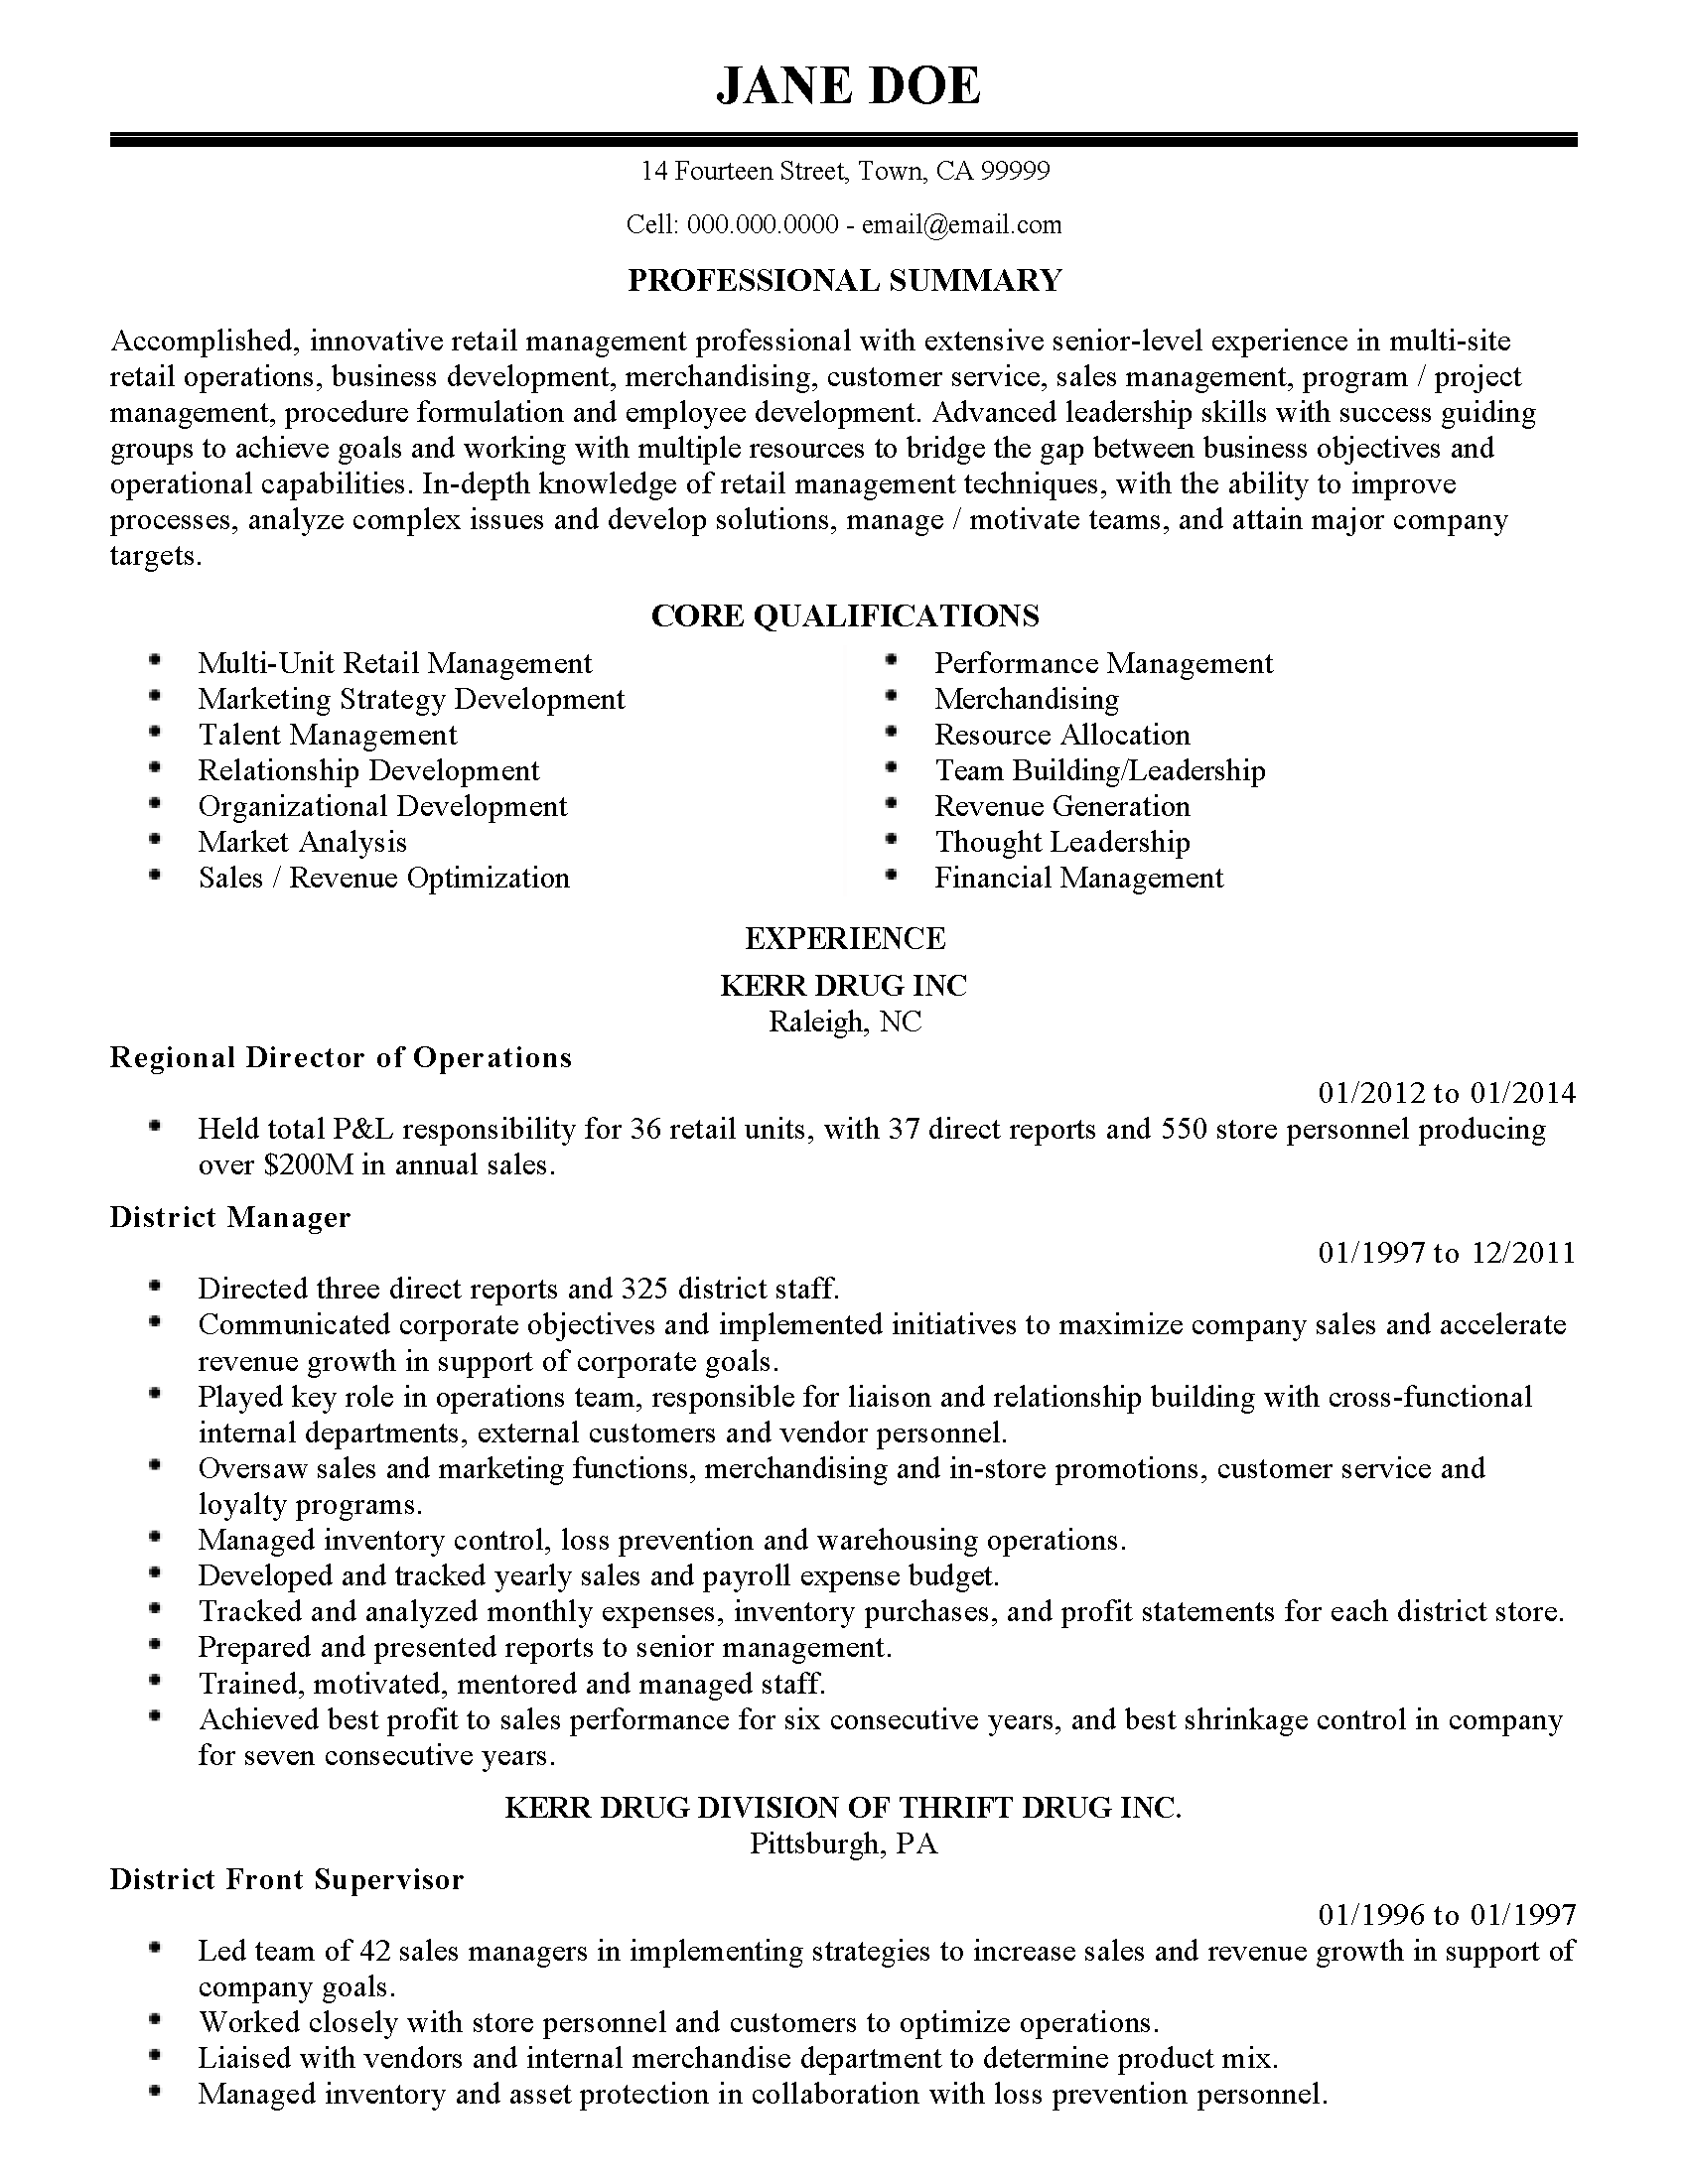 JANE DOE
14 Fourteen Street, Town, CA 99999
Cell: 000.000.0000 - email@email.com
PROFESSIONAL SUMMARY
Accomplished, innovative retail management professional with extensive senior-level experience in multi-site
retail operations, business development, merchandising, customer service, sales management, program / project
management, procedure formulation and employee development. Advanced leadership skills with success guiding
groups to achieve goals and working with multiple resources to bridge the gap between business objectives and
operational capabilities. In-depth knowledge of retail management techniques, with the ability to improve
processes, analyze complex issues and develop solutions, manage / motivate teams, and attain major company
targets.
CORE QUALIFICATIONS
• Multi-Unit Retail Management
• Marketing Strategy Development
• Talent Management
• Relationship Development
• Organizational Development
• Market Analysis
• Sales / Revenue Optimization
• Performance Management
• Merchandising
• Resource Allocation
• Team Building/Leadership
• Revenue Generation
• Thought Leadership
• Financial Management
EXPERIENCE
KERR DRUG INC
Raleigh, NC
Regional Director of Operations
01/2012 to 01/2014
• Held total P&L responsibility for 36 retail units, with 37 direct reports and 550 store personnel producing
over $200M in annual sales.
District Manager
01/1997 to 12/2011
• Directed three direct reports and 325 district staff.
• Communicated corporate objectives and implemented initiatives to maximize company sales and accelerate
revenue growth in support of corporate goals.
• Played key role in operations team, responsible for liaison and relationship building with cross-functional
internal departments, external customers and vendor personnel.
• Oversaw sales and marketing functions, merchandising and in-store promotions, customer service and
loyalty programs.
• Managed inventory control, loss prevention and warehousing operations.
• Developed and tracked yearly sales and payroll expense budget.
• Tracked and analyzed monthly expenses, inventory purchases, and profit statements for each district store.
• Prepared and presented reports to senior management.
• Trained, motivated, mentored and managed staff.
• Achieved best profit to sales performance for six consecutive years, and best shrinkage control in company
for seven consecutive years.
KERR DRUG DIVISION OF THRIFT DRUG INC.
Pittsburgh, PA
District Front Supervisor
01/1996 to 01/1997
• Led team of 42 sales managers in implementing strategies to increase sales and revenue growth in support of
company goals.
• Worked closely with store personnel and customers to optimize operations.
• Liaised with vendors and internal merchandise department to determine product mix.
• Managed inventory and asset protection in collaboration with loss prevention personnel.